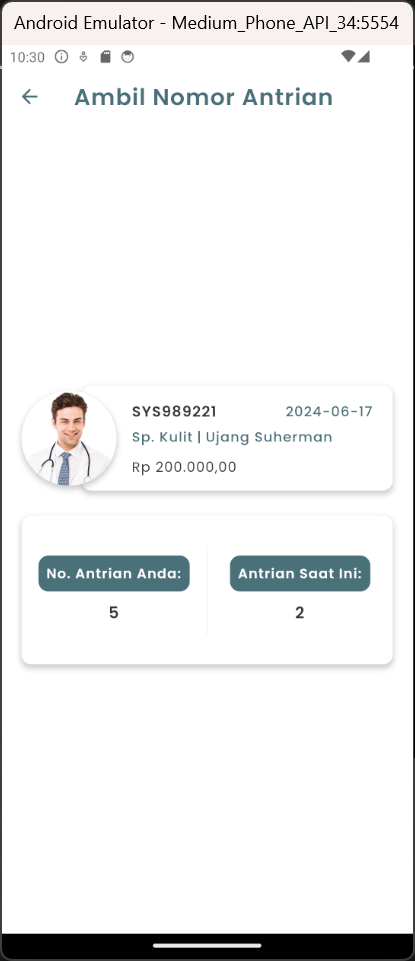 Android Emulator - Medium_Phone_API_34:5554
10:30
Ambil Nomor Antrian
SYS989221 2024-06-17
Sp. Kulit | Ujang Suherman
Rp 200.000,00
No. Antrian Anda: Antrian Saat Ini:
5 2